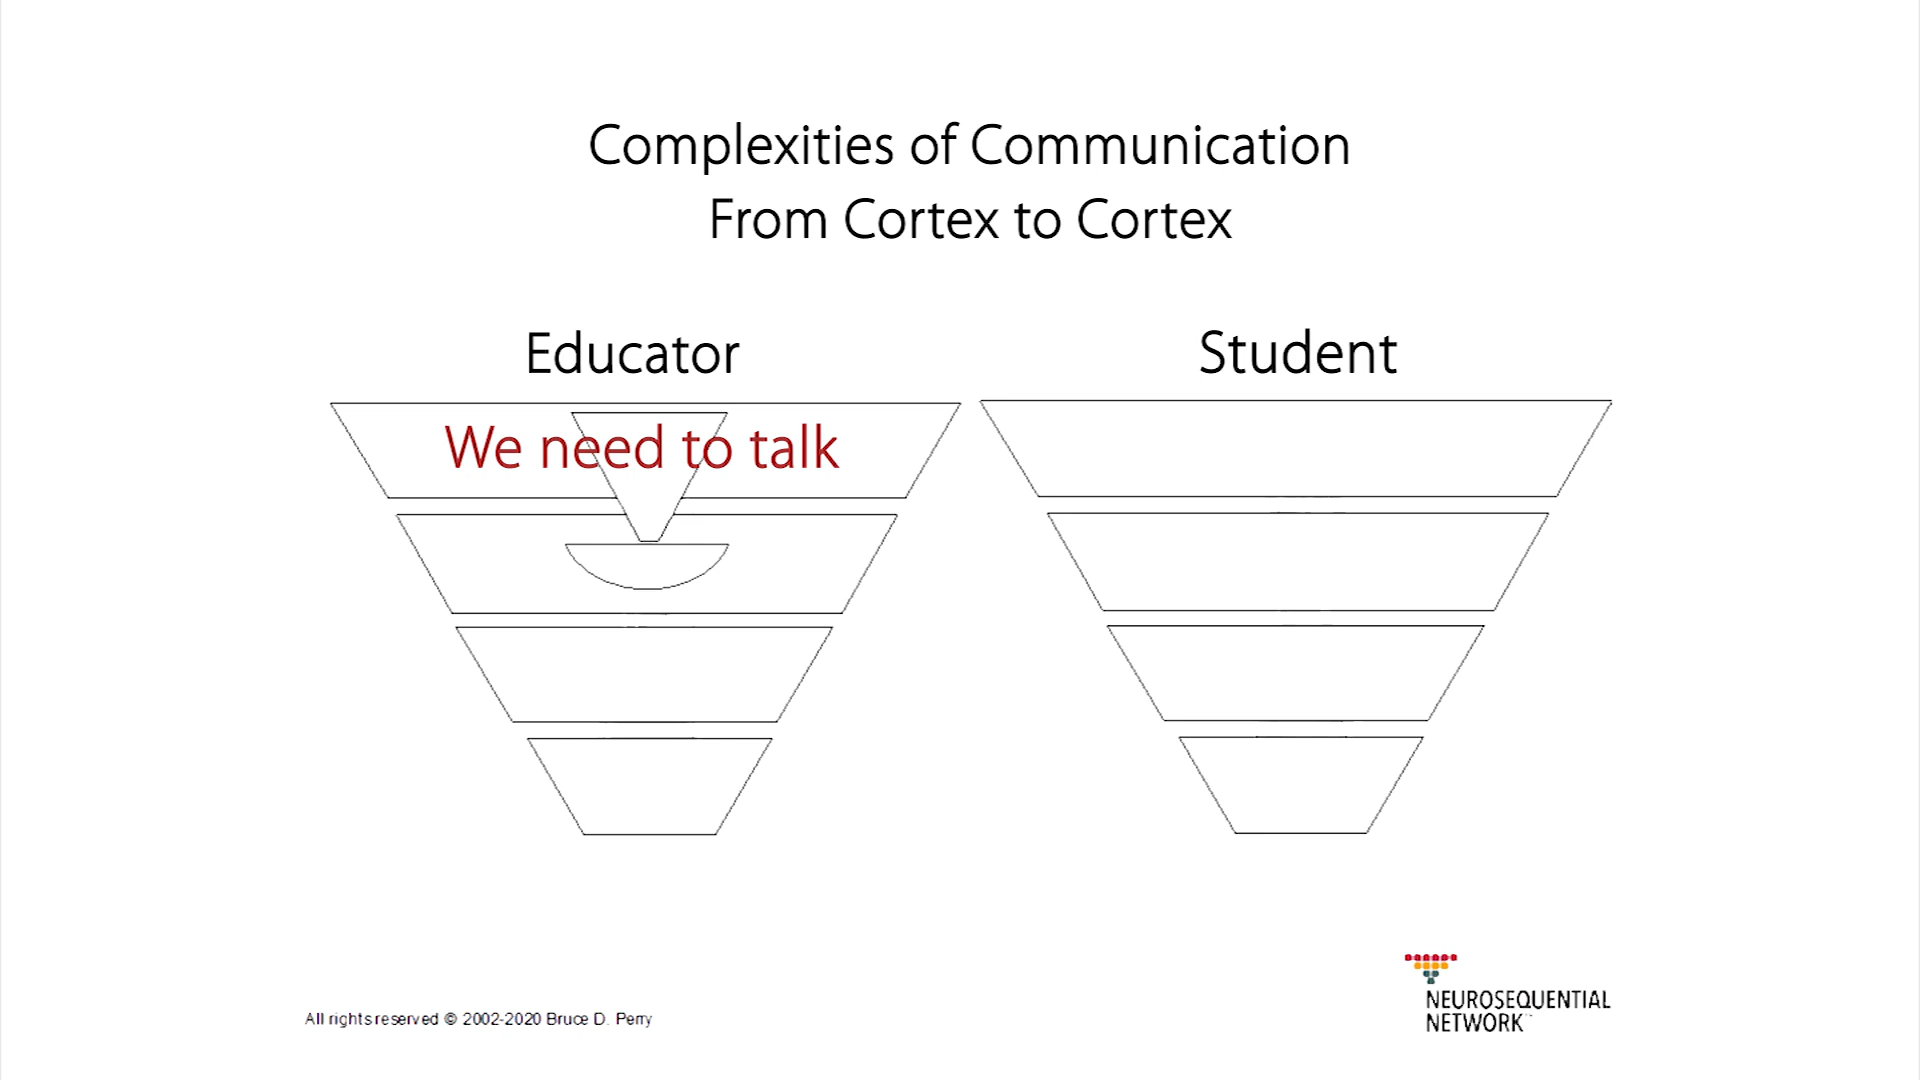 Complexities of Communication
From Cortex to Cortex
Educator
Student
We need to talk
All rights reserved © 2002-2020 Bruce D. Perry
NEUROSEQUENTIAL
NETWORK™